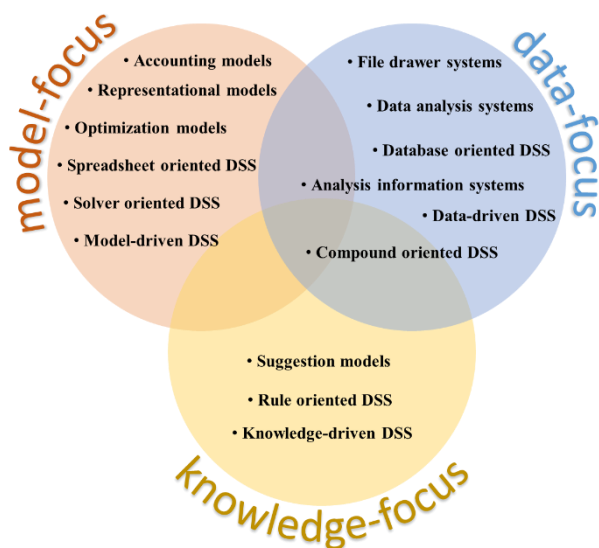 model-focus
• Accounting models
• Representational models
• Optimization models
• Spreadsheet oriented DSS
• Solver oriented DSS
• Model-driven DSS
data-focus
• File drawer systems
• Data analysis systems
• Database oriented DSS
• Analysis information systems
• Data-driven DSS
• Compound oriented DSS
• Suggestion models
• Rule oriented DSS
• Knowledge-driven DSS
knowledge-focus